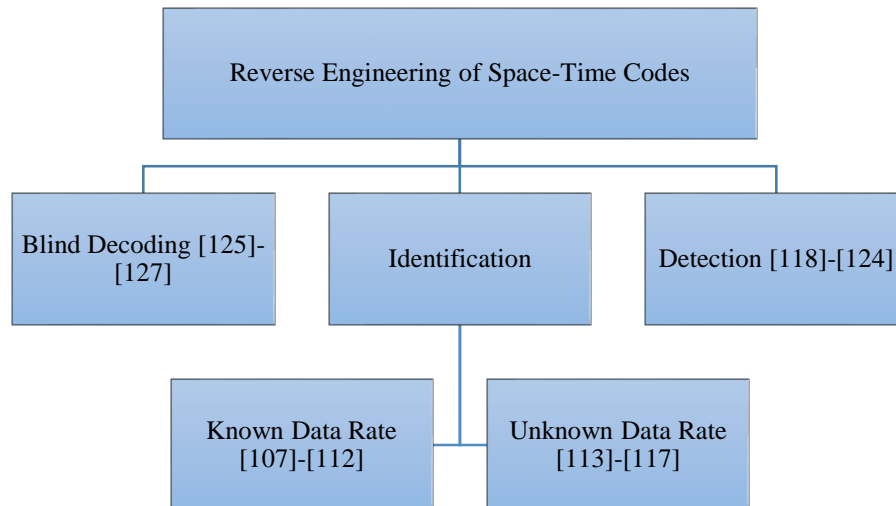 Reverse Engineering of Space-Time Codes
Blind Decoding [125]-
[127]
Identification
Detection [118]-[124]
Known Data Rate
[107]-[112]
Unknown Data Rate
[113]-[117]